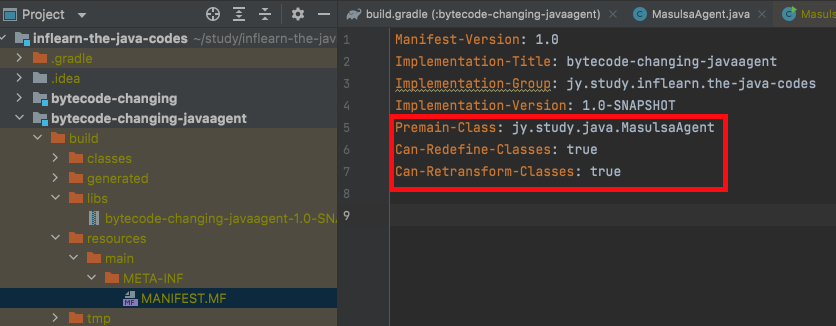 Project
build.gradle (:bytecode-changing-javaagent)
MasulsaAgent.java
Masuls
inflearn-the-java-codes ~/study/inflearn-the-jav
.gradle
.idea
bytecode-changing
bytecode-changing-javaagent
build
classes
generated
libs
bytecode-changing-javaagent-1.0-SNA
resources
main
META-INF
MANIFEST.MF
tmp
1 Manifest-Version: 1.0
2 Implementation-Title: bytecode-changing-javaagent
3 Implementation-Group: jy.study.inflearn.the-java-codes
4 Implementation-Version: 1.0-SNAPSHOT
5 Premain-Class: jy.study.java.MasulsaAgent
6 Can-Redefine-Classes: true
7 Can-Retransform-Classes: true
8
9